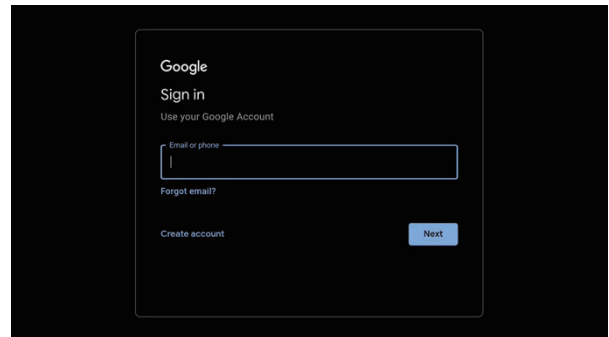 Google
Sign in
Use your Google Account
Email or phone
Forgot email?
Create account
Next